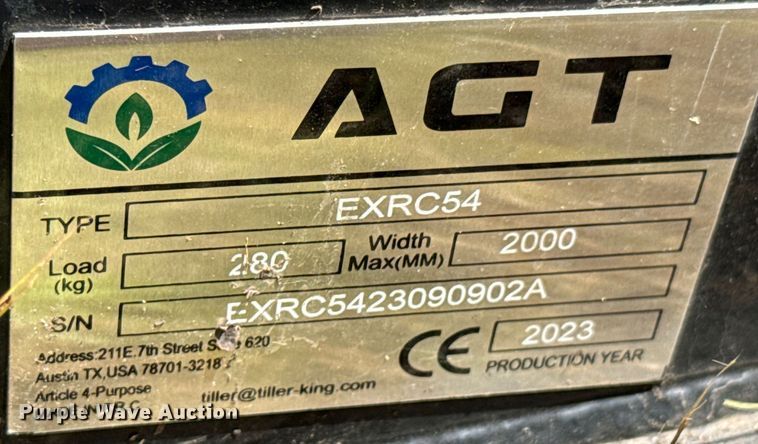 AGT
TYPE EXRC54
Load (kg) 280 Width Max(MM) 2000
S/N EXRC5423090902A
Address:211E.7th Street 620
Austin TX,USA 78701-3218
Article 4-Purpose
tiller@tiller-king.com
CE 2023
PRODUCTION YEAR
Purple Wave Auction